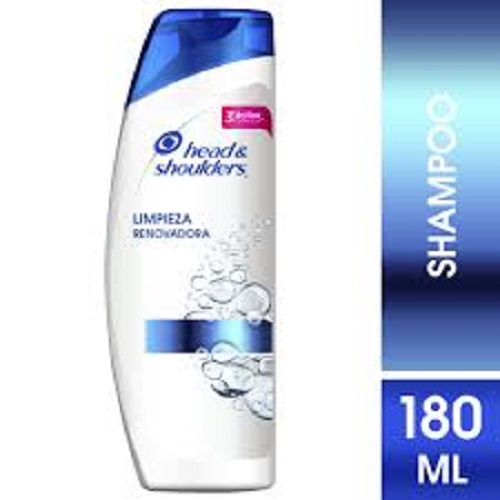 head&
shoulders
LIMPIEZA
RENOVADORA
SHAMPOO
180
ML